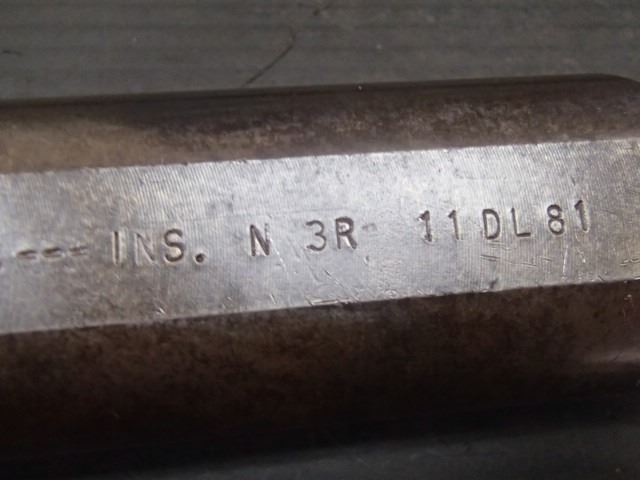 --- INS. N 3R 11DL81